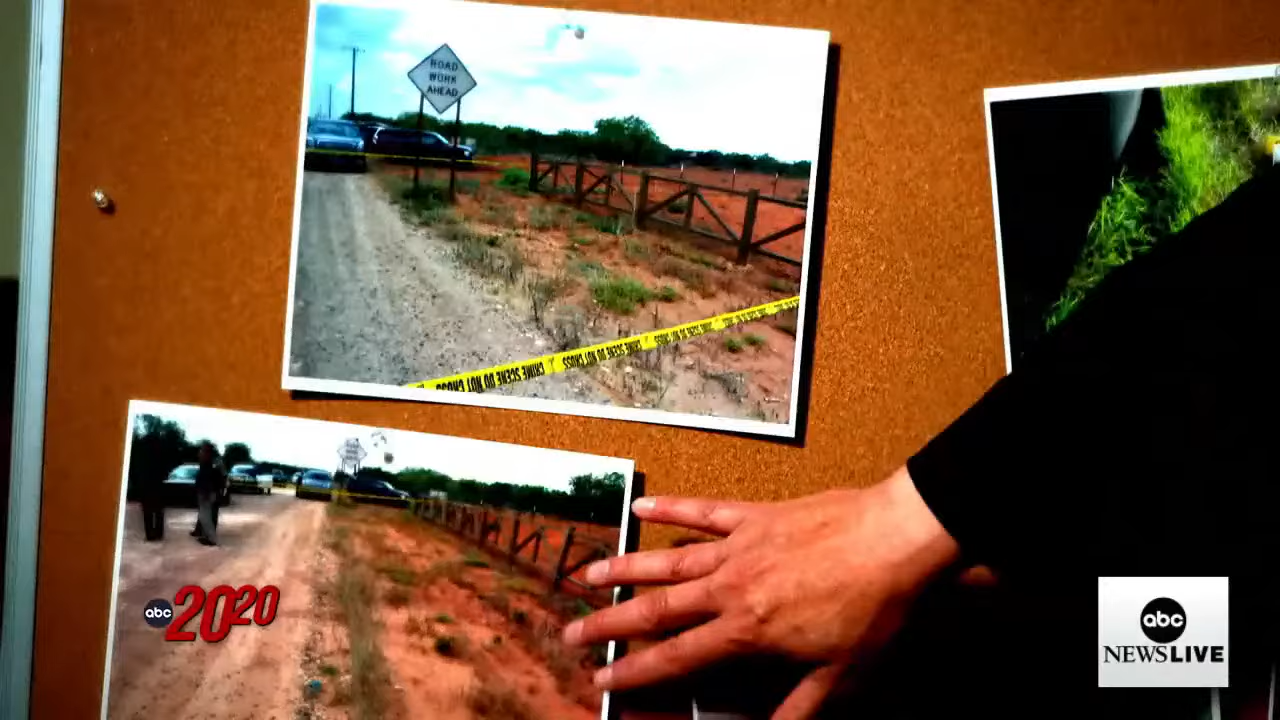 ROAD
WORK
AHEAD
CRIME SCENE DO NOT CROSS
abc 20/20
abc
NEWS LIVE